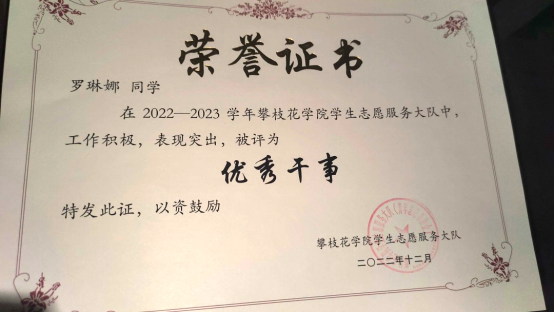 荣誉证书
罗琳娜 同学
在 2022—2023 学年攀枝花学院学生志愿服务大队中，
工作积极，表现突出，被评为
优秀干事
特发此证，以资鼓励
攀枝花学院学生志愿服务大队
二〇二二年十二月